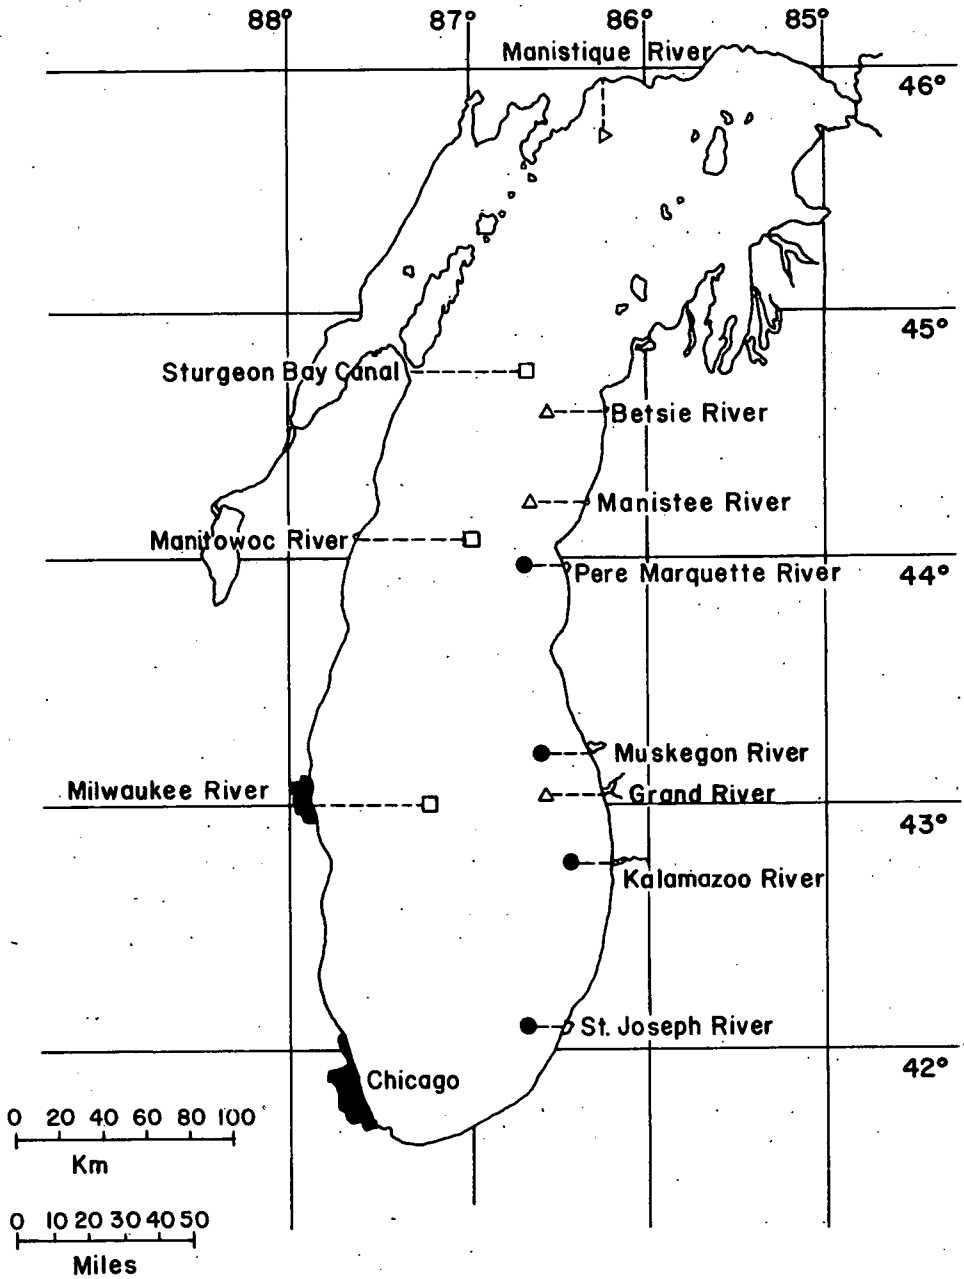 88° 87° 86° 85°
Manistique River
46°
45°
Sturgeon Bay Canal
Betsie River
Manistee River
Manitowoc River
Pere Marquette River
44°
Muskegon River
Milwaukee River
Grand River
43°
Kalamazoo River
St. Joseph River
42°
Chicago
0 20 40 60 80 100
Km
0 10 20 30 40 50
Miles